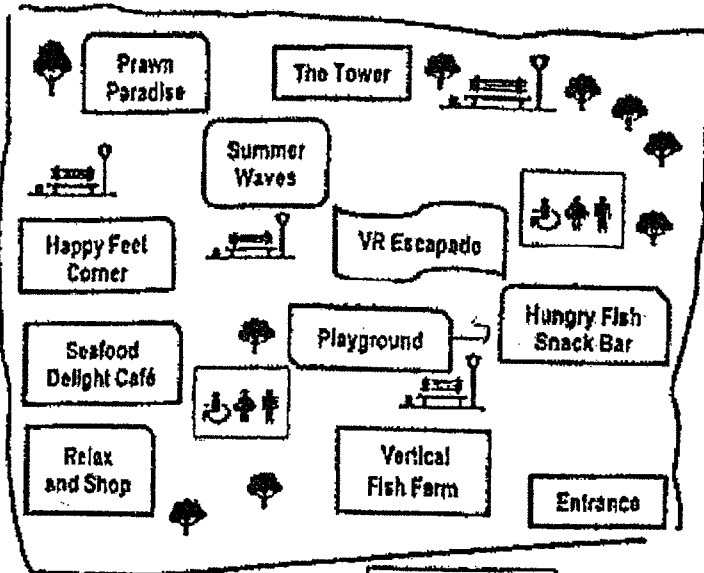 Prawn
Paradise
The Tower
Summer
Waves
Happy Feet
Corner
VR Escapade
Hungry Fish
Snack Bar
Playground
Seafood
Delight Café
Relax
and Shop
Vertical
Fish Farm
Entrance